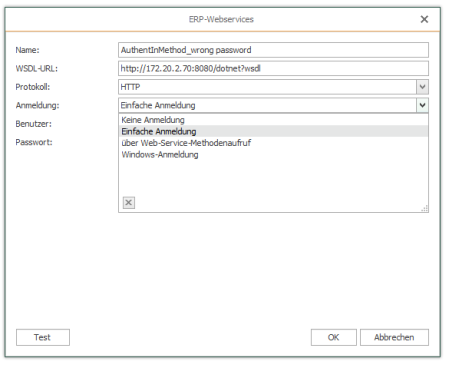 ERP-Webservices
Name: AuthentInMethod_wrong password
WSDL-URL: http://172.20.2.70:8080/dotnet?wsdl
Protokoll: HTTP
Anmeldung: Einfache Anmeldung
Benutzer: Keine Anmeldung
Einfache Anmeldung
Passwort: über Web-Service-Methodenaufruf
Windows-Anmeldung
Test OK Abbrechen